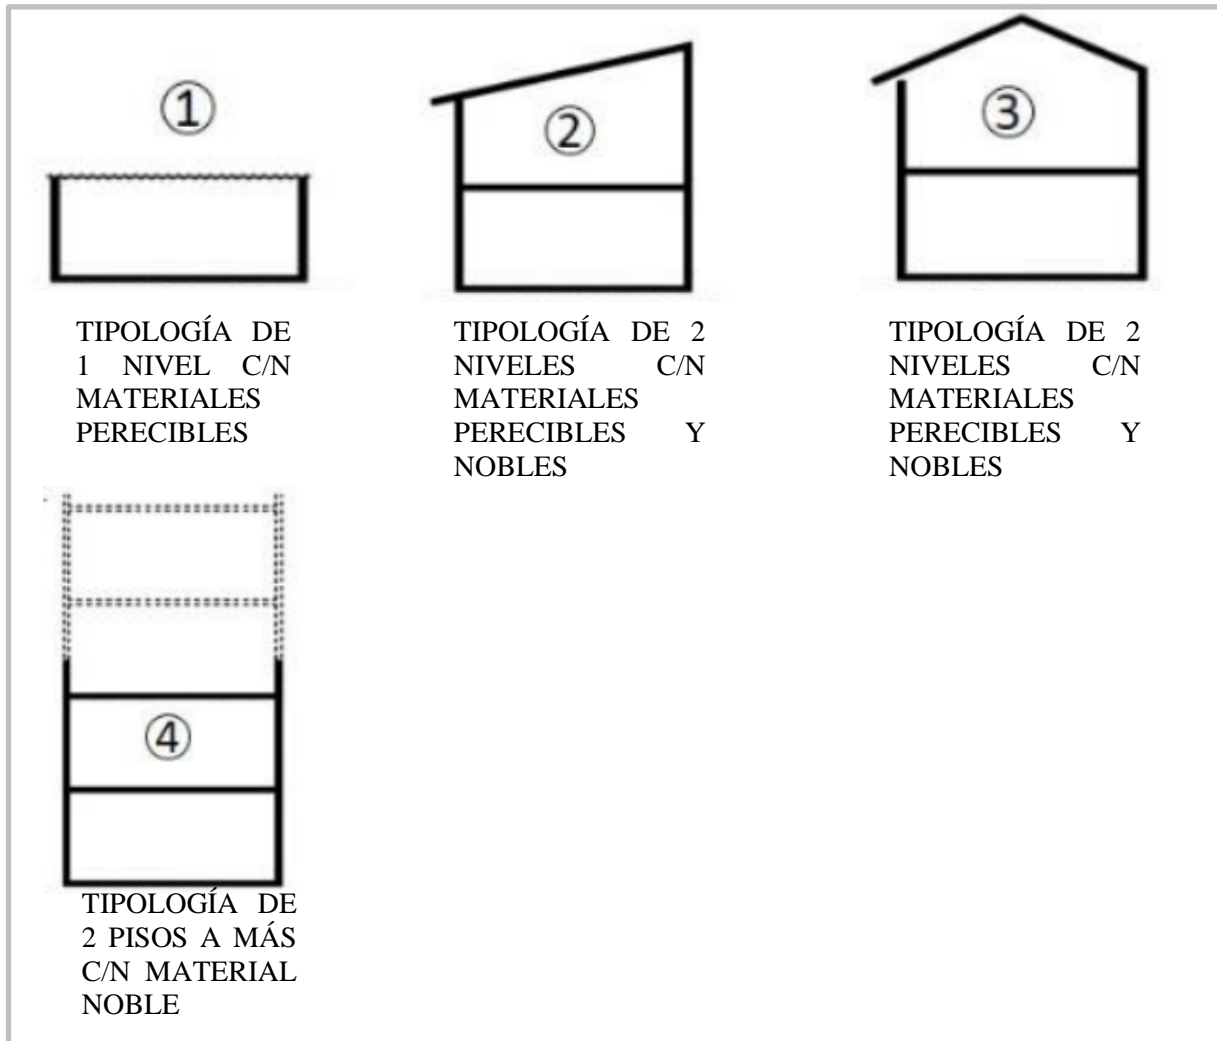 ①
②
③
TIPOLOGÍA DE
1 NIVEL C/N
MATERIALES
PERECIBLES
TIPOLOGÍA DE 2
NIVELES C/N
MATERIALES
PERECIBLES Y
NOBLES
TIPOLOGÍA DE 2
NIVELES C/N
MATERIALES
PERECIBLES Y
NOBLES
④
TIPOLOGÍA DE
2 PISOS A MÁS
C/N MATERIAL
NOBLE